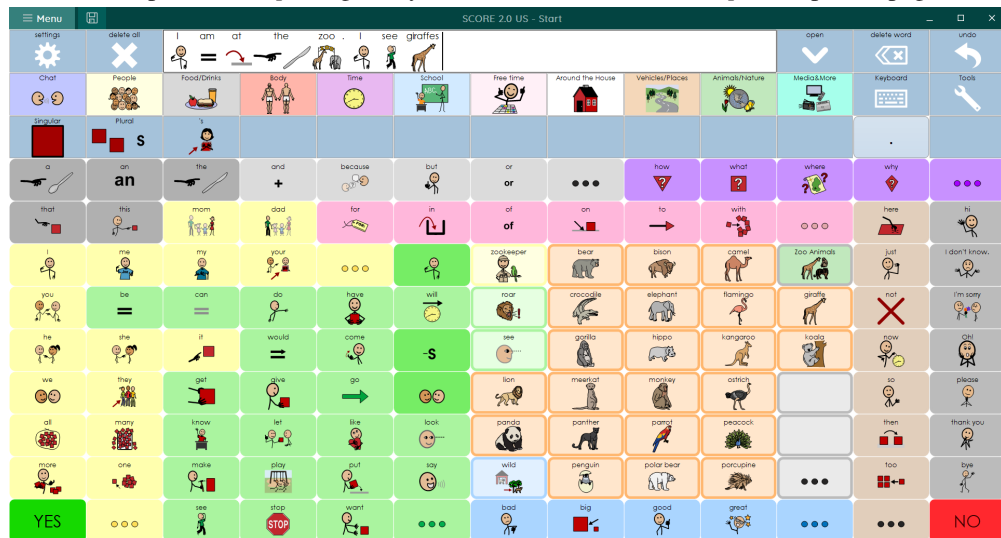 Menu SCORE 2.0 US - Start
settings delete all I am at the zoo . I see giraffes open delete word undo
Chat People Food/Drinks Body Time School Free time Around the House Vehicles/Places Animals/Nature Media&More Keyboard Tools
ABC
Singular Plural 's
S .
a an the and because but or how what where why
an + or ? ? ? ?
that this mom dad for in of on to with here hi
FOR of
I me my your zookeeper bear bison camel Zoo Animals just I don't know.
you be can do have will roar crocodile elephant flamingo giraffe not I'm sorry
= =
he she it would come -S see gorilla hippo kangaroo koala now Oh!
we they get give go lion meerkat monkey ostrich so please
all many know let like look panda panther parrot peacock then thank you
more one make play put say wild penguin polar bear porcupine too bye
YES see stop want bad big good great NO
STOP